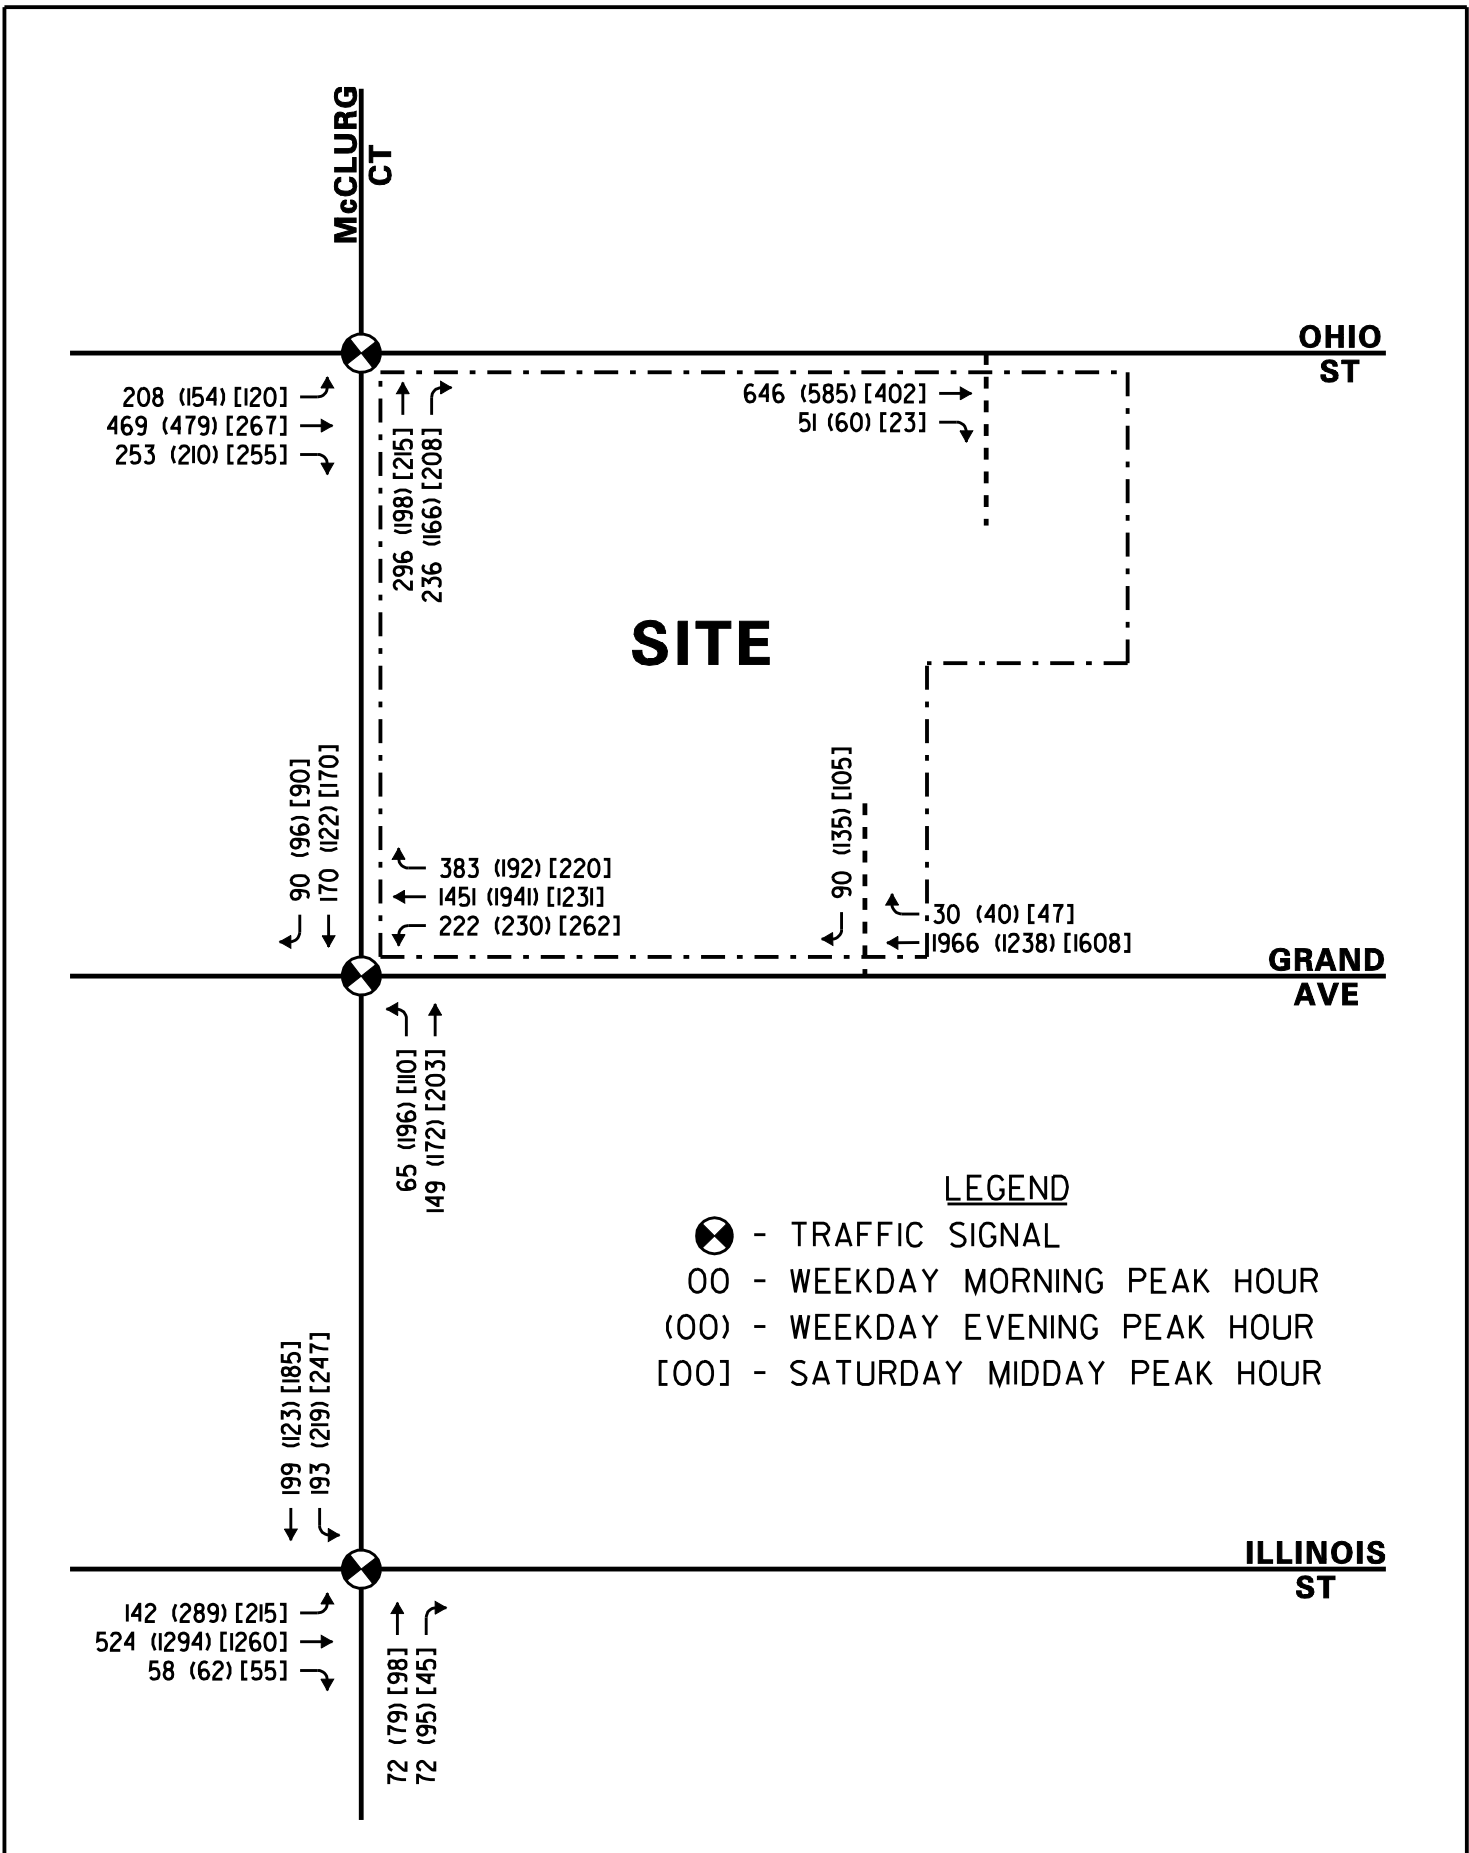 McCLURG
CT
OHIO
ST
208 (154) [120]
469 (479) [267]
253 (210) [255]
296 (198) [215]
236 (166) [208]
646 (585) [402]
51 (60) [23]
SITE
90 (96) [90]
170 (122) [170]
383 (192) [220]
1451 (1941) [1231]
222 (230) [262]
90 (135) [105]
30 (40) [47]
1966 (1238) [1608]
GRAND
AVE
65 (196) [110]
149 (172) [203]
LEGEND
- TRAFFIC SIGNAL
00 - WEEKDAY MORNING PEAK HOUR
(00) - WEEKDAY EVENING PEAK HOUR
[00] - SATURDAY MIDDAY PEAK HOUR
199 (123) [185]
193 (219) [247]
ILLINOIS
ST
142 (289) [215]
524 (1294) [1260]
58 (62) [55]
72 (79) [98]
72 (95) [45]